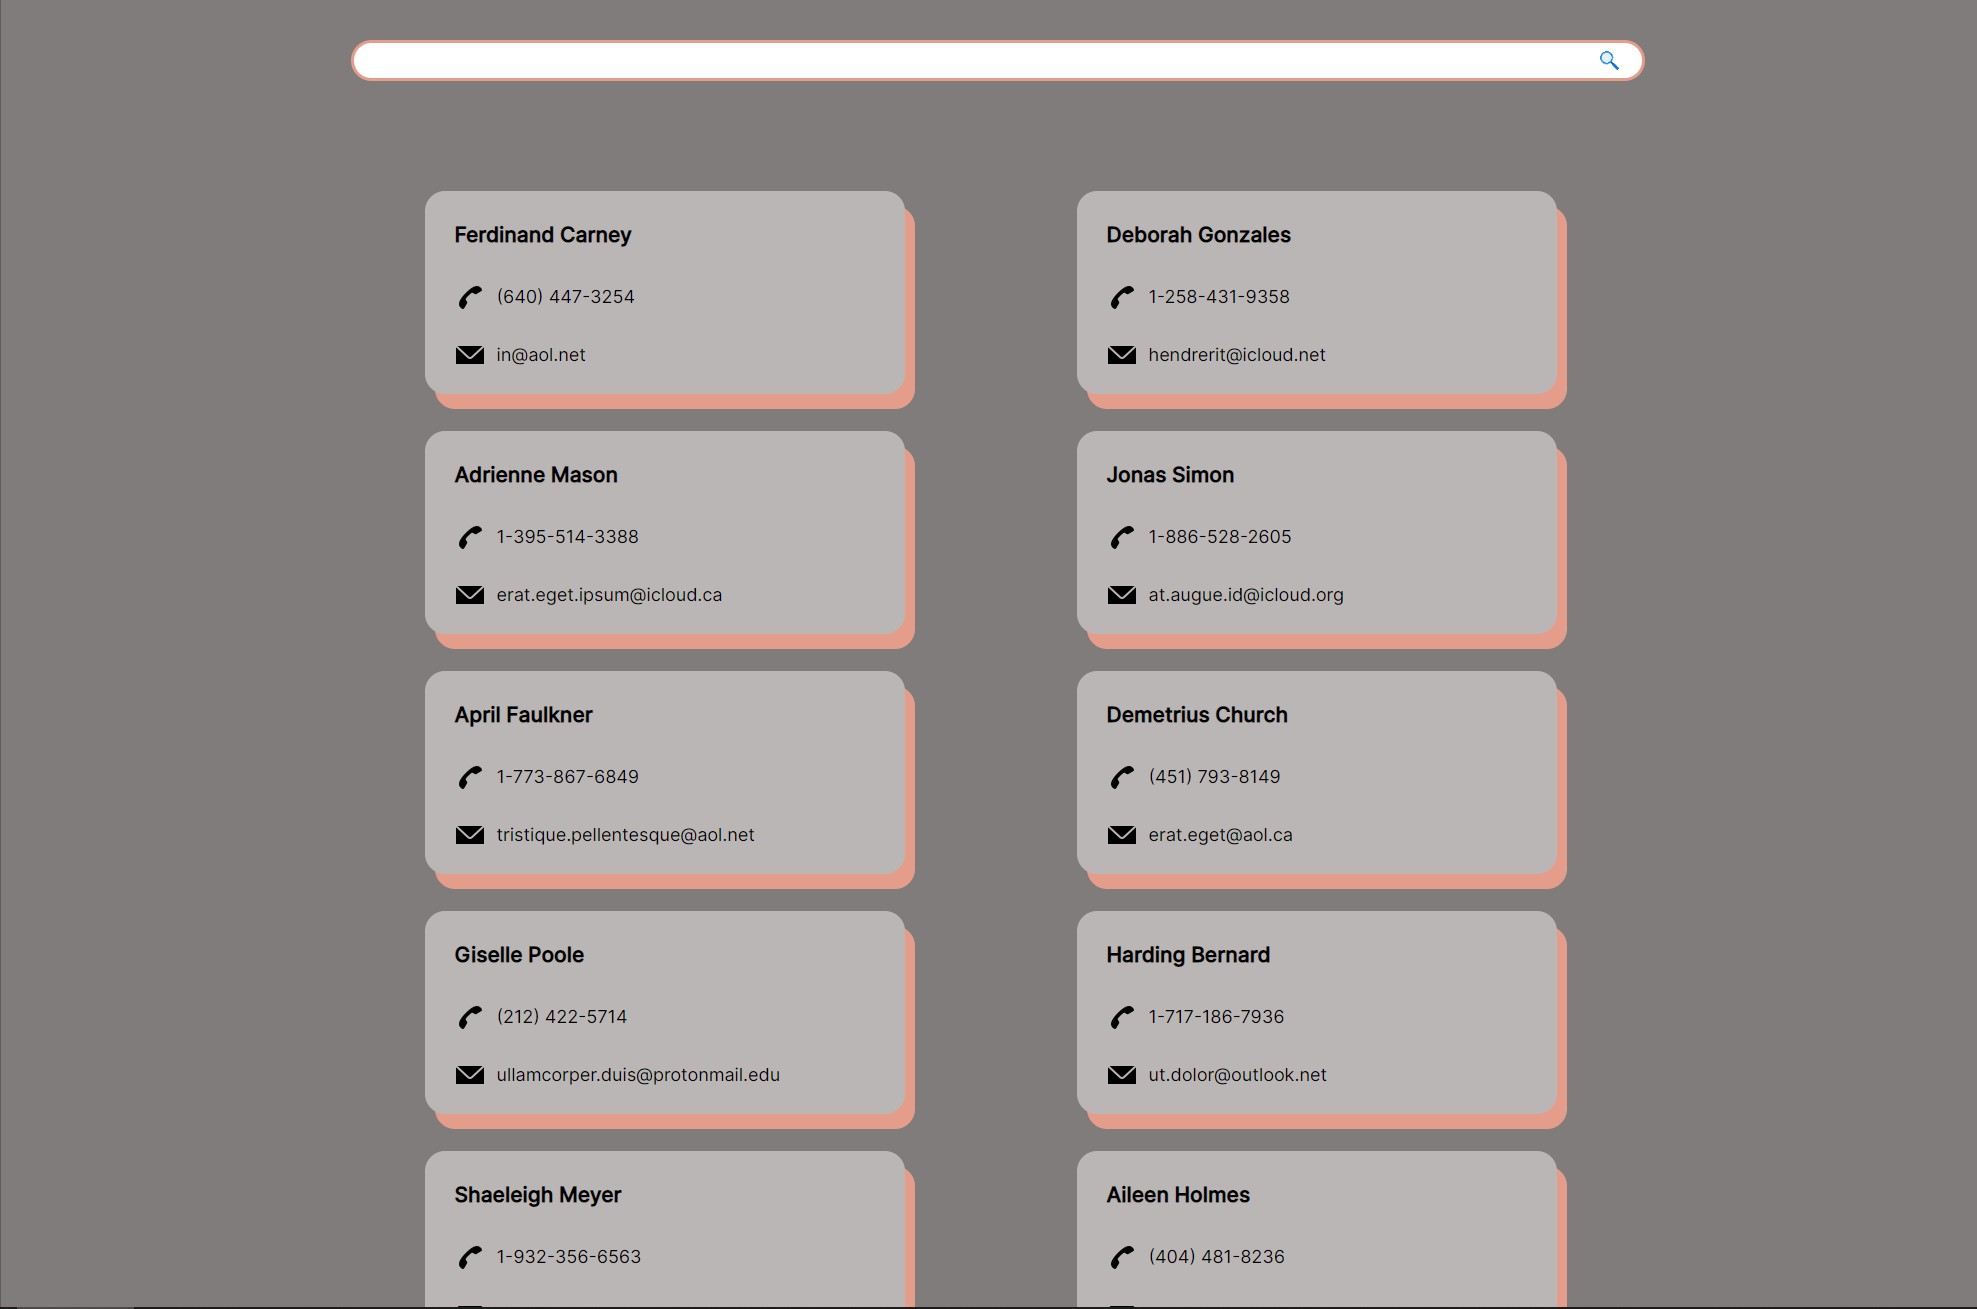 Ferdinand Carney
(640) 447-3254
in@aol.net
Deborah Gonzales
1-258-431-9358
hendrerit@icloud.net
Adrienne Mason
1-395-514-3388
erat.eget.ipsum@icloud.ca
Jonas Simon
1-886-528-2605
at.augue.id@icloud.org
April Faulkner
1-773-867-6849
tristique.pellentesque@aol.net
Demetrius Church
(451) 793-8149
erat.eget@aol.ca
Giselle Poole
(212) 422-5714
ullamcorper.duis@protonmail.edu
Harding Bernard
1-717-186-7936
ut.dolor@outlook.net
Shaeleigh Meyer
1-932-356-6563
Aileen Holmes
(404) 481-8236